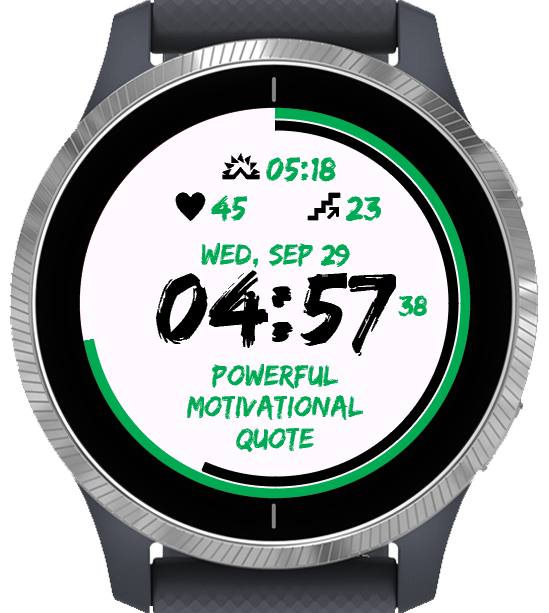 05:18
45 23
WED, SEP 29
04:57 38
POWERFUL
MOTIVATIONAL
QUOTE